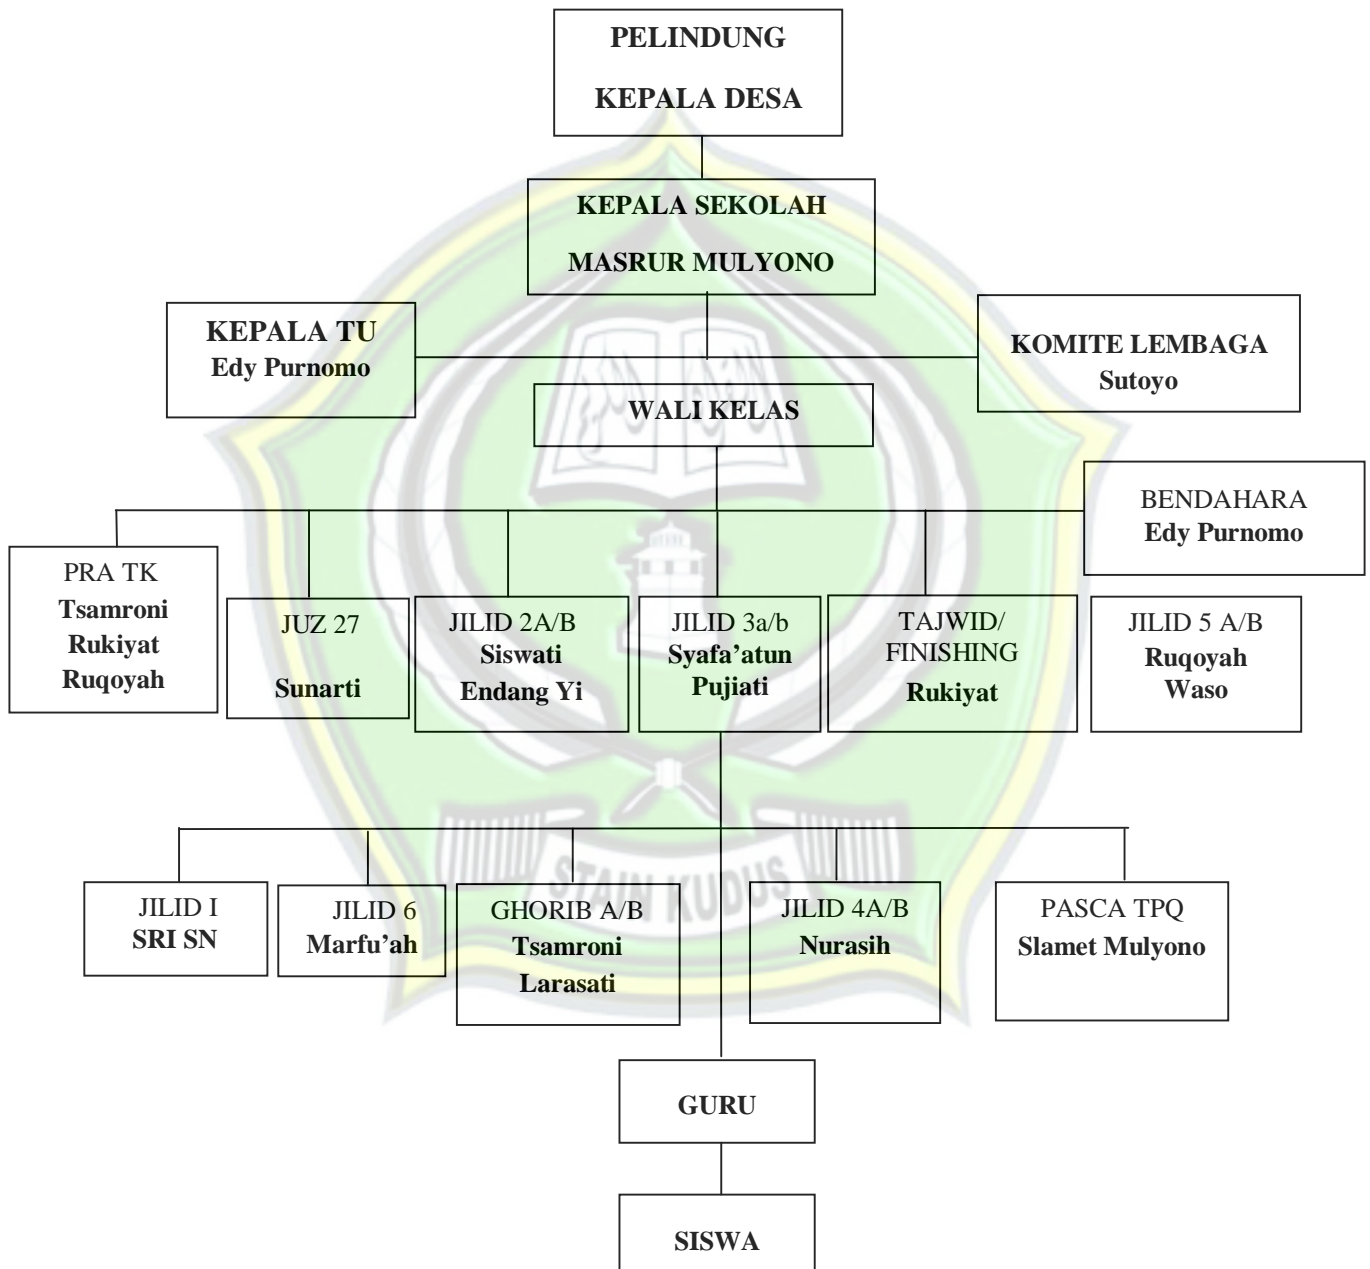 PELINDUNG
KEPALA DESA
KEPALA SEKOLAH
MASRUR MULYONO
KEPALA TU
Edy Purnomo
KOMITE LEMBAGA
Sutoyo
WALI KELAS
BENDAHARA
Edy Purnomo
PRA TK
Tsamroni
Rukiyat
Ruqoyah
JUZ 27
Sunarti
JILID 2A/B
Siswati
Endang Yi
JILID 3a/b
Syafa’atun
Pujiati
TAJWID/
FINISHING
Rukiyat
JILID 5 A/B
Ruqoyah
Waso
JILID I
SRI SN
JILID 6
Marfu’ah
GHORIB A/B
Tsamroni
Larasati
JILID 4A/B
Nurasih
PASCA TPQ
Slamet Mulyono
STAIN KUDUS
GURU
SISWA